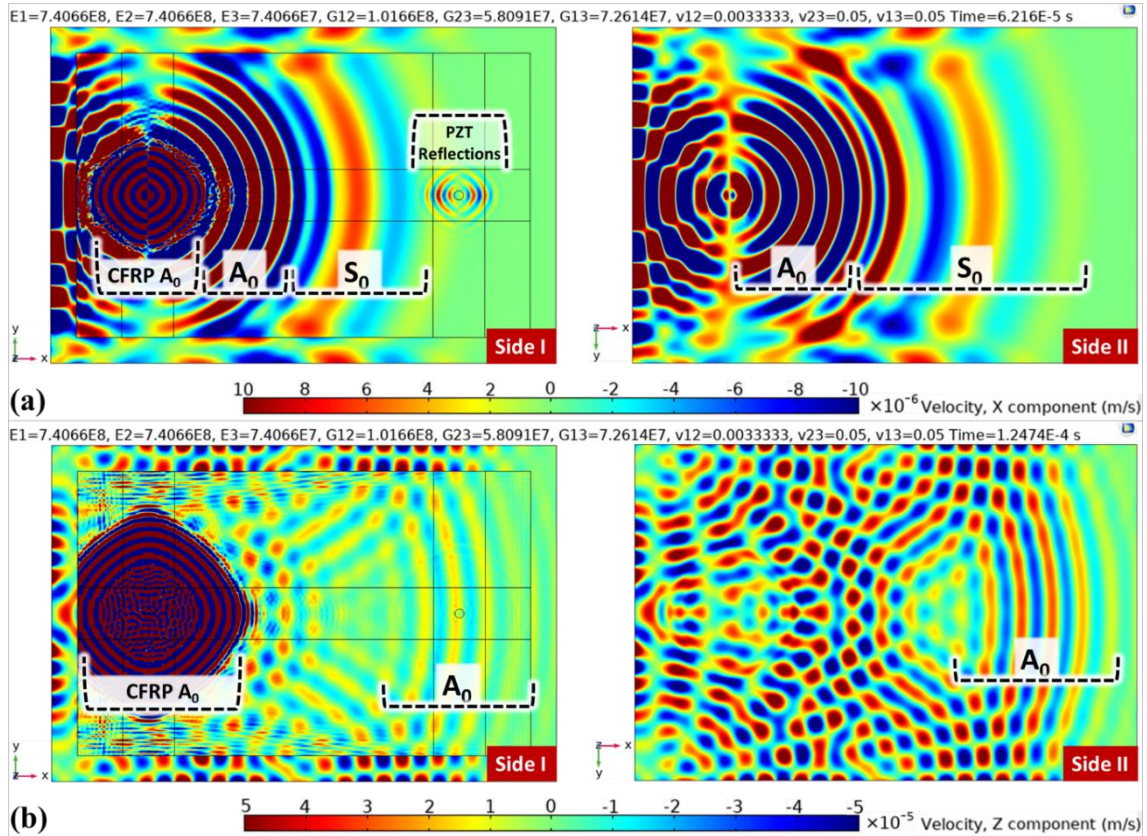 E1=7.4066E8, E2=7.4066E8, E3=7.4066E7, G12=1.0166E8, G23=5.8091E7, G13=7.2614E7, v12=0.0033333, v23=0.05, v13=0.05 Time=6.216E-5 s
PZT
Reflections
CFRP A₀
A₀
S₀
A₀
S₀
y
z
x
Side I
z
x
y
Side II
(a)
10 8 6 4 2 0 -2 -4 -6 -8 -10
×10⁻⁶ Velocity, X component (m/s)
E1=7.4066E8, E2=7.4066E8, E3=7.4066E7, G12=1.0166E8, G23=5.8091E7, G13=7.2614E7, v12=0.0033333, v23=0.05, v13=0.05 Time=1.2474E-4 s
CFRP A₀
A₀
A₀
y
z
x
Side I
z
x
y
Side II
(b)
5 4 3 2 1 0 -1 -2 -3 -4 -5
×10⁻⁵ Velocity, Z component (m/s)